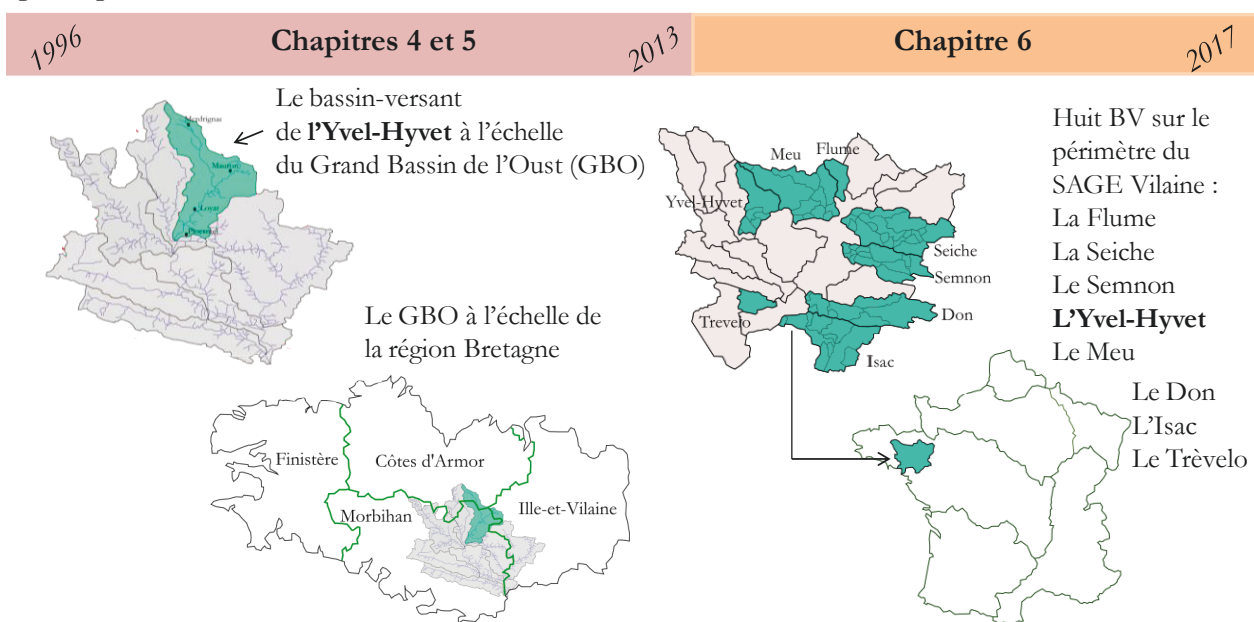 1996
Chapitres 4 et 5
2013
Chapitre 6
2017
Le bassin-versant
de l'Yvel-Hyvet à l'échelle
du Grand Bassin de l'Oust (GBO)
Merdrignac
Mauron
Loyat
Le GBO à l'échelle de
la région Bretagne
Finistère
Côtes d'Armor
Morbihan
Ille-et-Vilaine
Meu
Flume
Yvel-Hyvet
Seiche
Semnon
Trevelo
Don
Isac
Huit BV sur le
périmètre du
SAGE Vilaine :
La Flume
La Seiche
Le Semnon
L'Yvel-Hyvet
Le Meu
Le Don
L'Isac
Le Trèvelo